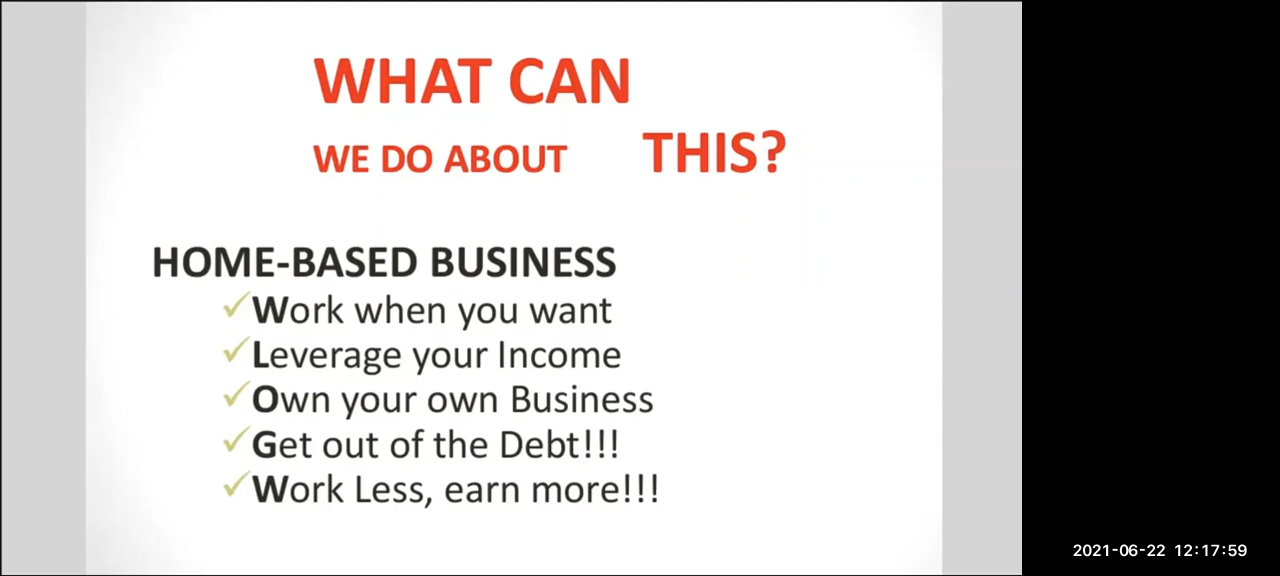 WHAT CAN
WE DO ABOUT THIS?
HOME-BASED BUSINESS
Work when you want
Leverage your Income
Own your own Business
Get out of the Debt!!!
Work Less, earn more!!!
2021-06-22 12:17:59